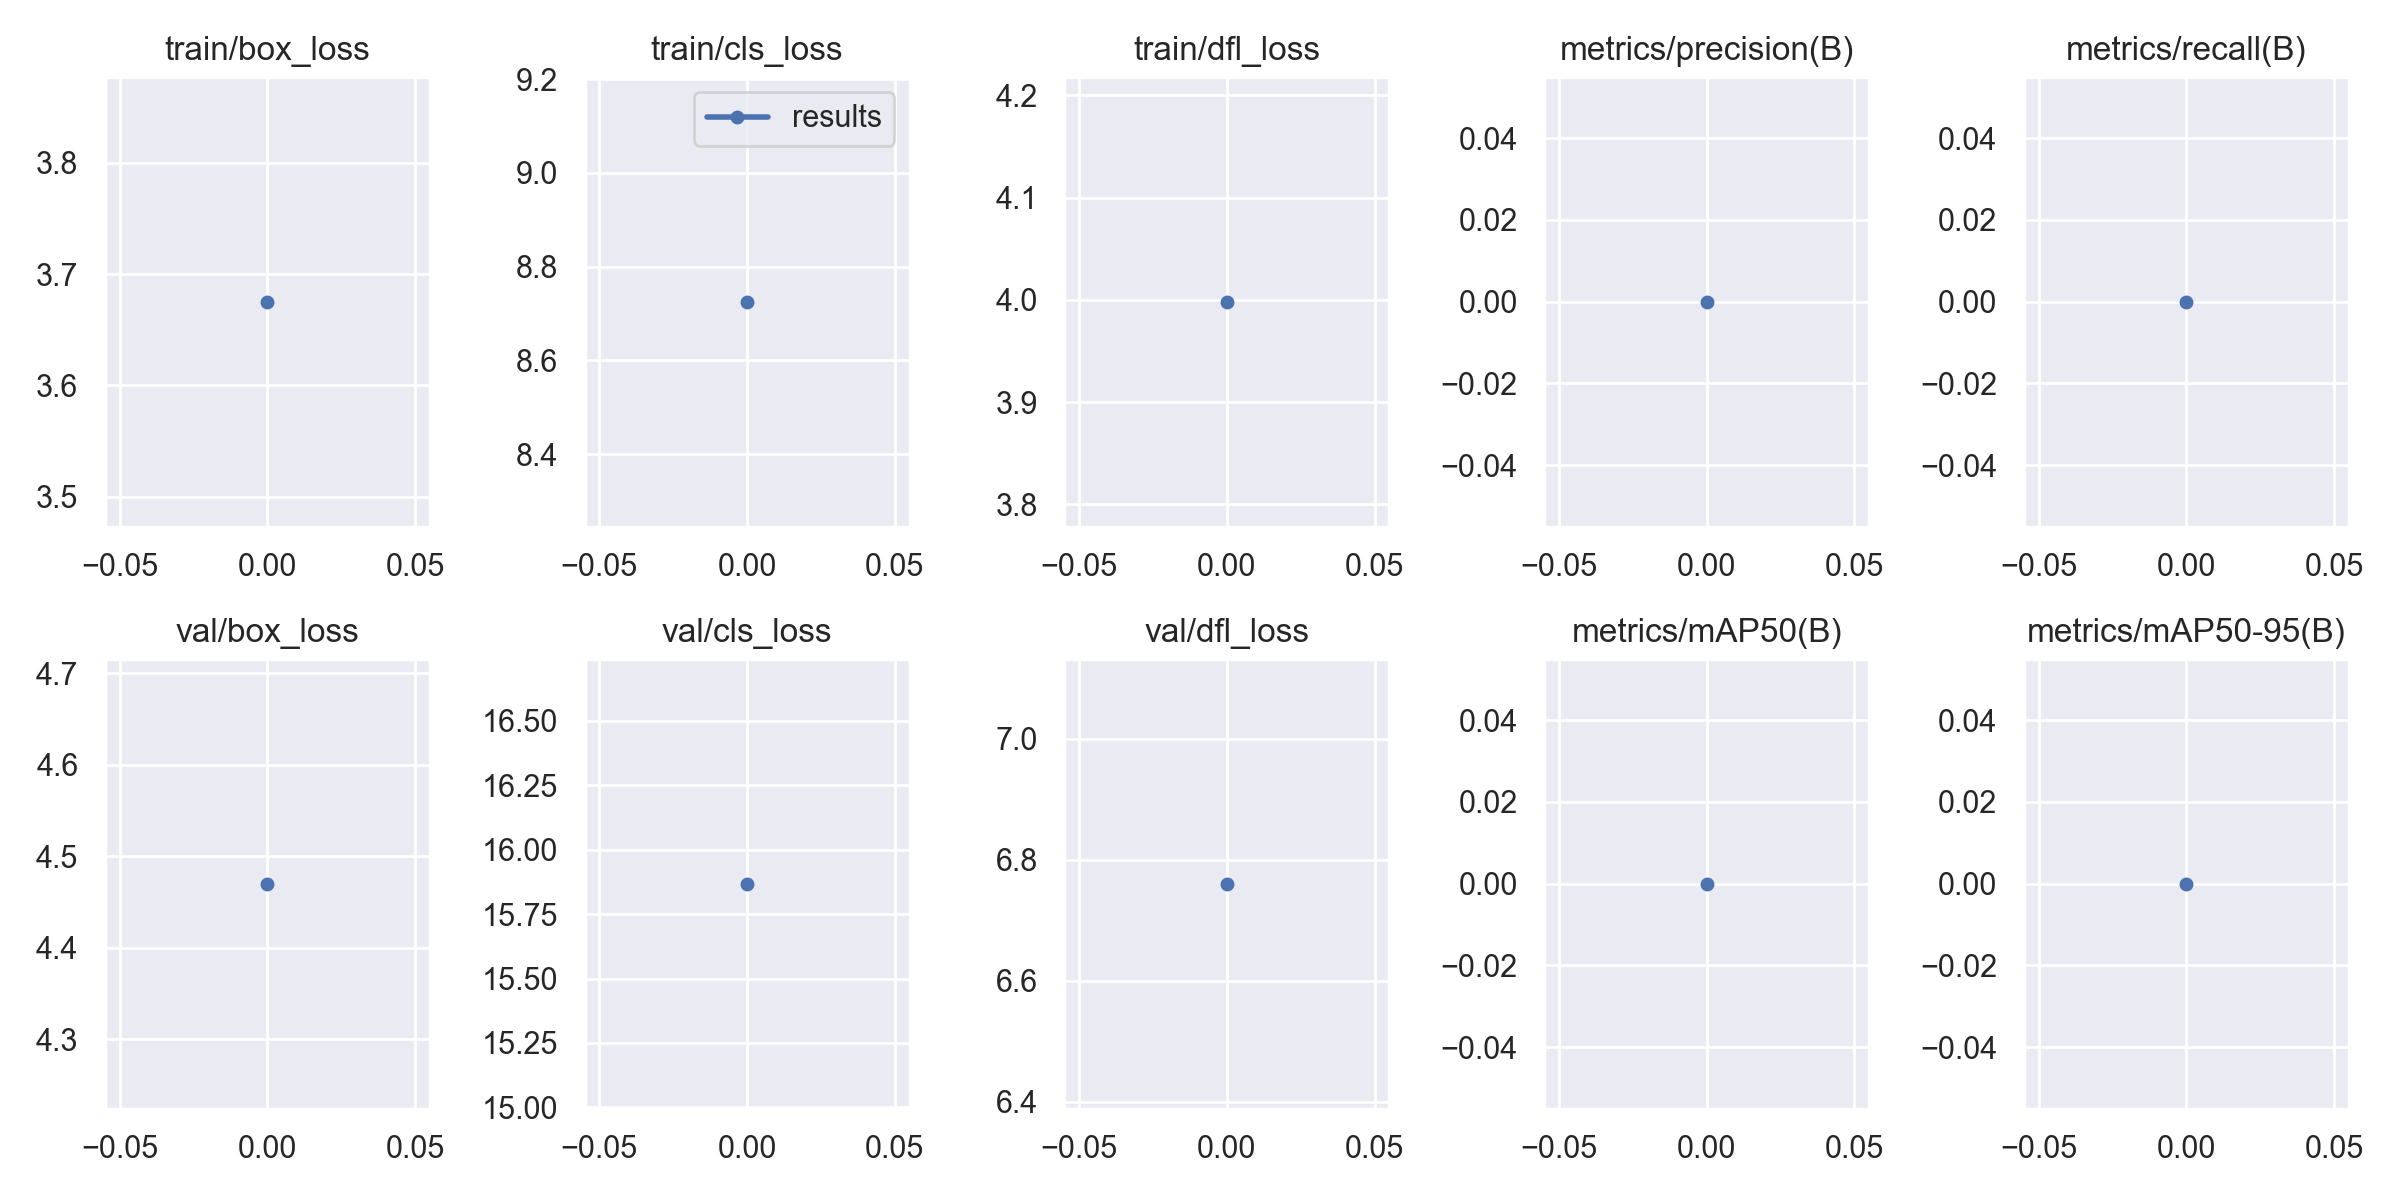 train/box_loss
3.8
3.7
3.6
3.5
−0.05 0.00 0.05
train/cls_loss
results
9.2
9.0
8.8
8.6
8.4
−0.05 0.00 0.05
train/dfl_loss
4.2
4.1
4.0
3.9
3.8
−0.05 0.00 0.05
metrics/precision(B)
0.04
0.02
0.00
−0.02
−0.04
−0.05 0.00 0.05
metrics/recall(B)
0.04
0.02
0.00
−0.02
−0.04
−0.05 0.00 0.05
val/box_loss
4.7
4.6
4.5
4.4
4.3
−0.05 0.00 0.05
val/cls_loss
16.50
16.25
16.00
15.75
15.50
15.25
15.00
−0.05 0.00 0.05
val/dfl_loss
7.0
6.8
6.6
6.4
−0.05 0.00 0.05
metrics/mAP50(B)
0.04
0.02
0.00
−0.02
−0.04
−0.05 0.00 0.05
metrics/mAP50-95(B)
0.04
0.02
0.00
−0.02
−0.04
−0.05 0.00 0.05